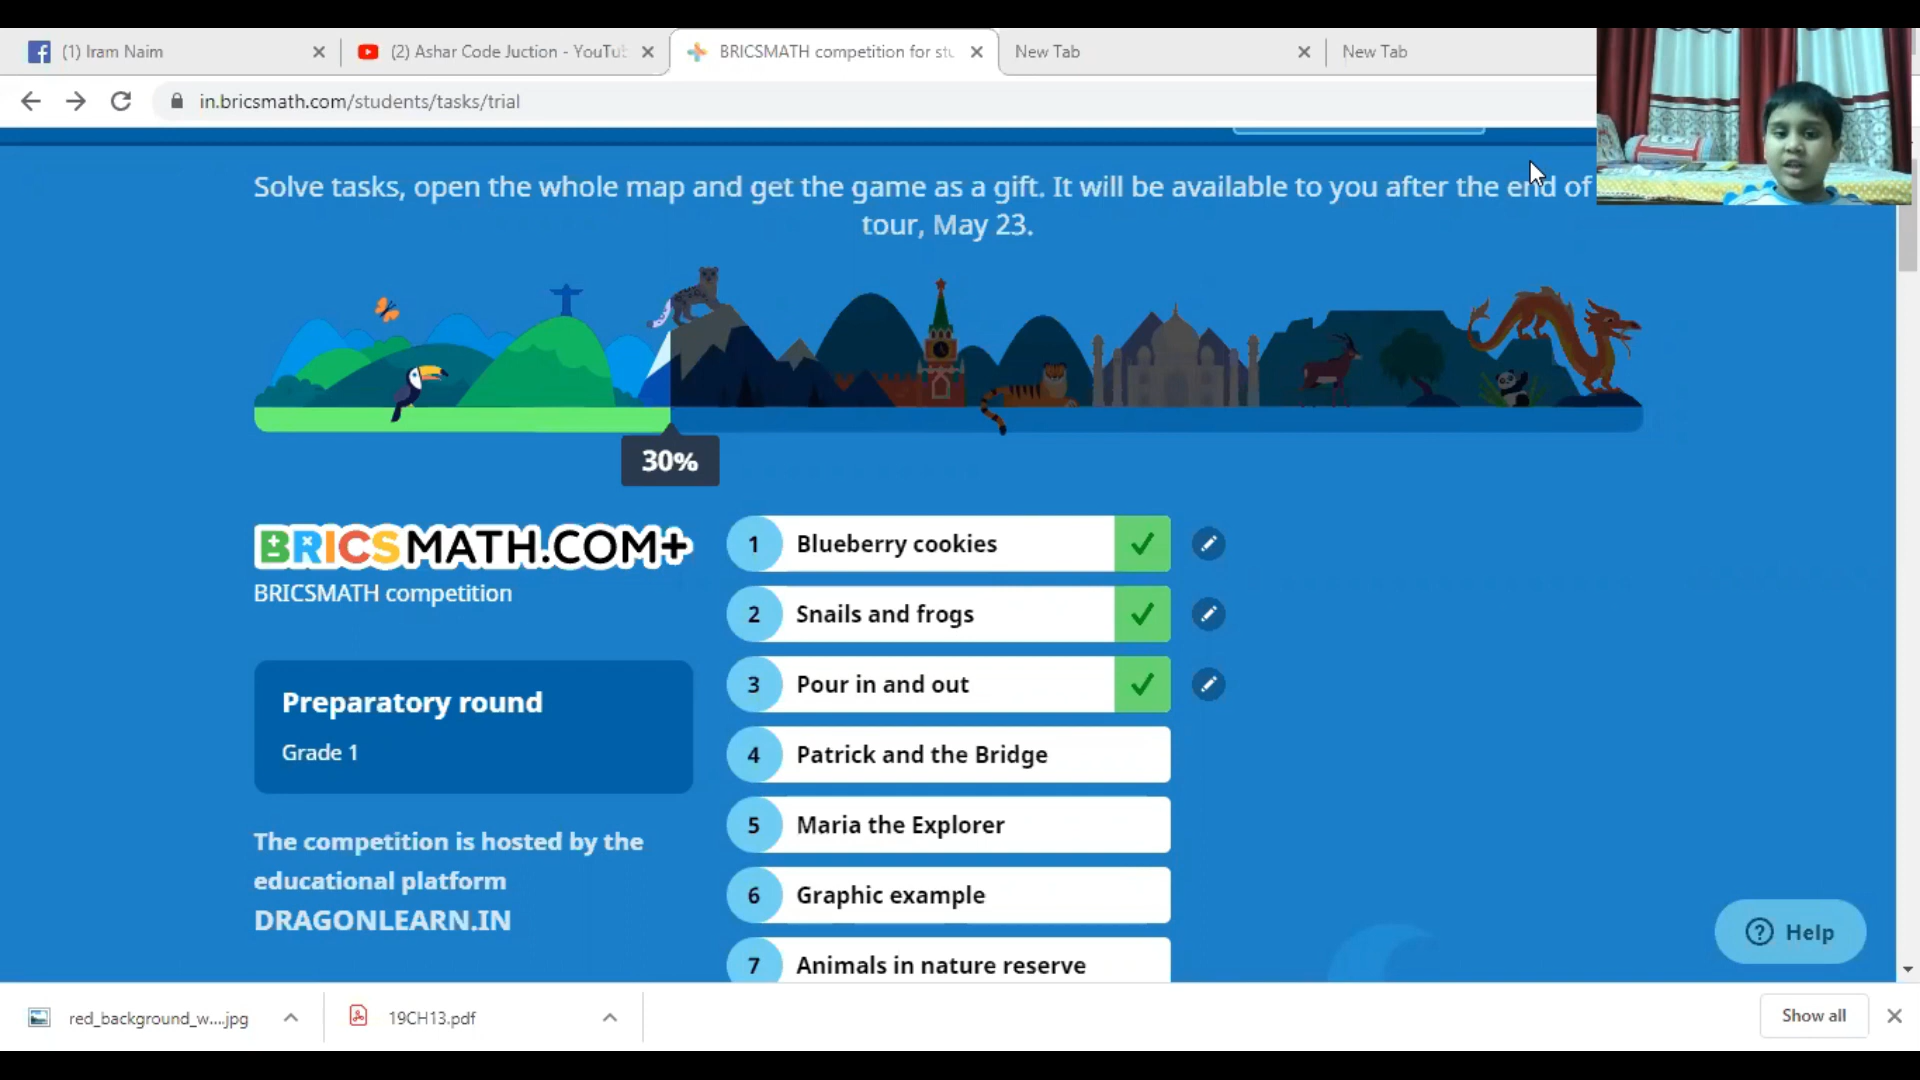 (1) Iram Naim
(2) Ashar Code Juction - YouTub
BRICSMATH competition for stu
New Tab
New Tab
in.bricsmath.com/students/tasks/trial
Solve tasks, open the whole map and get the game as a gift. It will be available to you after the end of
tour, May 23.
30%
BRICSMATH.COM+
BRICSMATH competition
Preparatory round
Grade 1
The competition is hosted by the
educational platform
DRAGONLEARN.IN
1 Blueberry cookies
2 Snails and frogs
3 Pour in and out
4 Patrick and the Bridge
5 Maria the Explorer
6 Graphic example
7 Animals in nature reserve
Help
red_background_w....jpg
19CH13.pdf
Show all